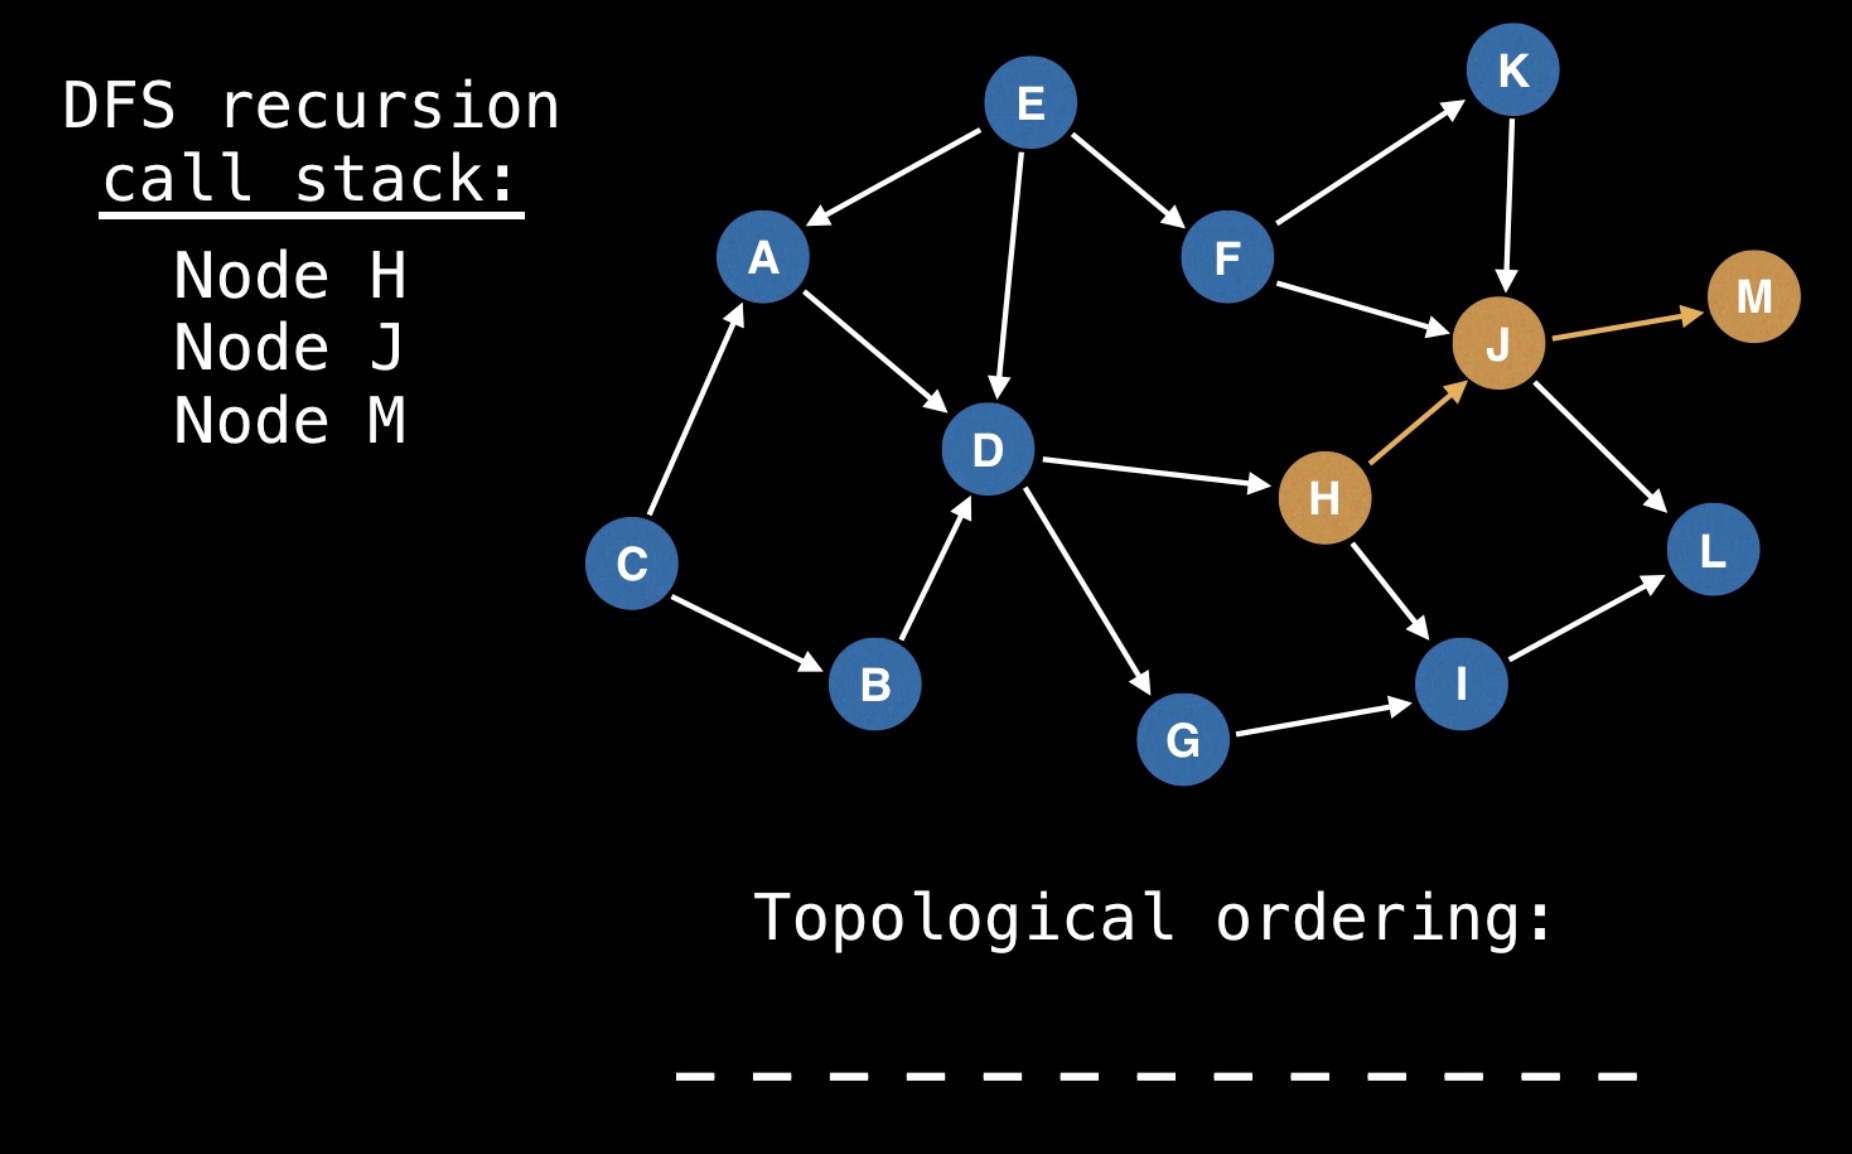 DFS recursion
call stack:
Node H
Node J
Node M
E
K
A
F
M
J
D
H
C
L
B
I
G
Topological ordering: